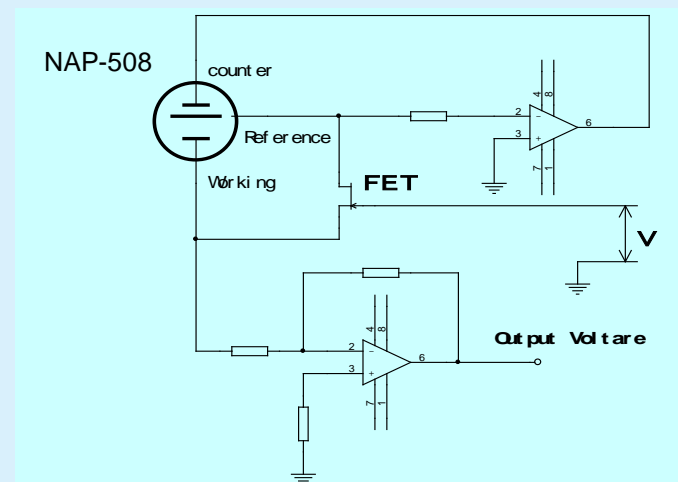 NAP-508
counter
Reference
Working
FET
V
4
8
2
−
3
+
6
7
1
4
8
2
−
3
+
6
7
1
Output Voltare